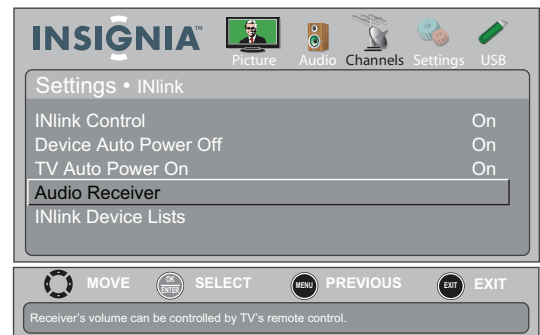 INSIGNIA™
Picture Audio Channels Settings USB
Settings • INlink
INlink Control On
Device Auto Power Off On
TV Auto Power On On
Audio Receiver
INlink Device Lists
MOVE OK ENTER SELECT MENU PREVIOUS EXIT EXIT
Receiver's volume can be controlled by TV's remote control.